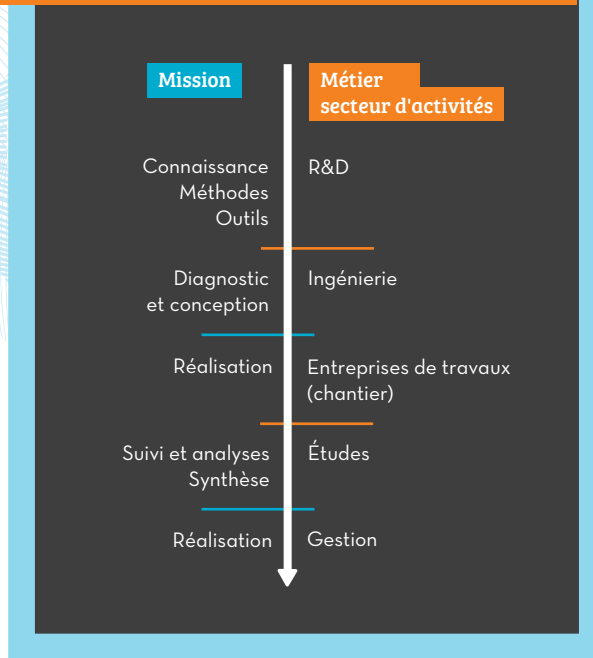 Mission
Métier
secteur d'activités
Connaissance
Méthodes
Outils
R&D
Diagnostic
et conception
Ingénierie
Réalisation
Entreprises de travaux
(chantier)
Suivi et analyses
Synthèse
Études
Réalisation
Gestion